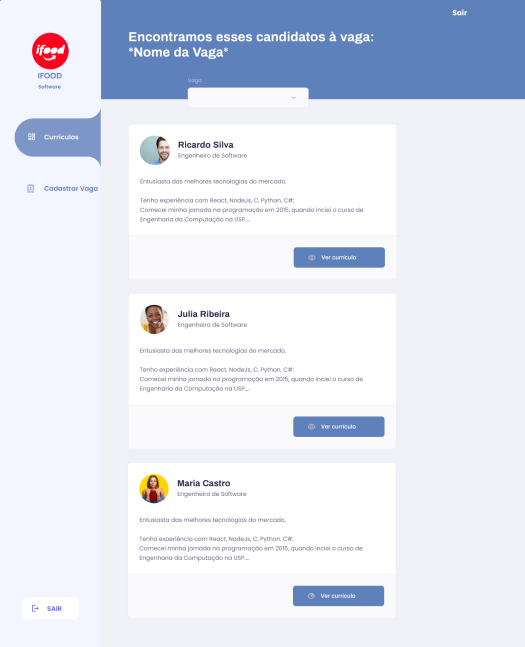 ifood
IFOOD
Software
Currículos
Cadastrar Vaga
SAIR
Sair
Encontramos esses candidatos à vaga:
*Nome da Vaga*
Vaga
Ricardo Silva
Engenheiro de Software
Entusiasta das melhores tecnologias do mercado.
Tenho experiência com React, NodeJs, C, Python, C#;
Comecei minha jornada na programação em 2015, quando inciei o curso de
Engenharia da Computação na USP....
Ver currículo
Julia Ribeira
Engenheira de Software
Entusiasta das melhores tecnologias do mercado.
Tenho experiência com React, NodeJs, C, Python, C#;
Comecei minha jornada na programação em 2015, quando inciei o curso de
Engenharia da Computação na USP....
Ver currículo
Maria Castro
Engenheira de Software
Entusiasta das melhores tecnologias do mercado.
Tenho experiência com React, NodeJs, C, Python, C#;
Comecei minha jornada na programação em 2015, quando inciei o curso de
Engenharia da Computação na USP....
Ver currículo